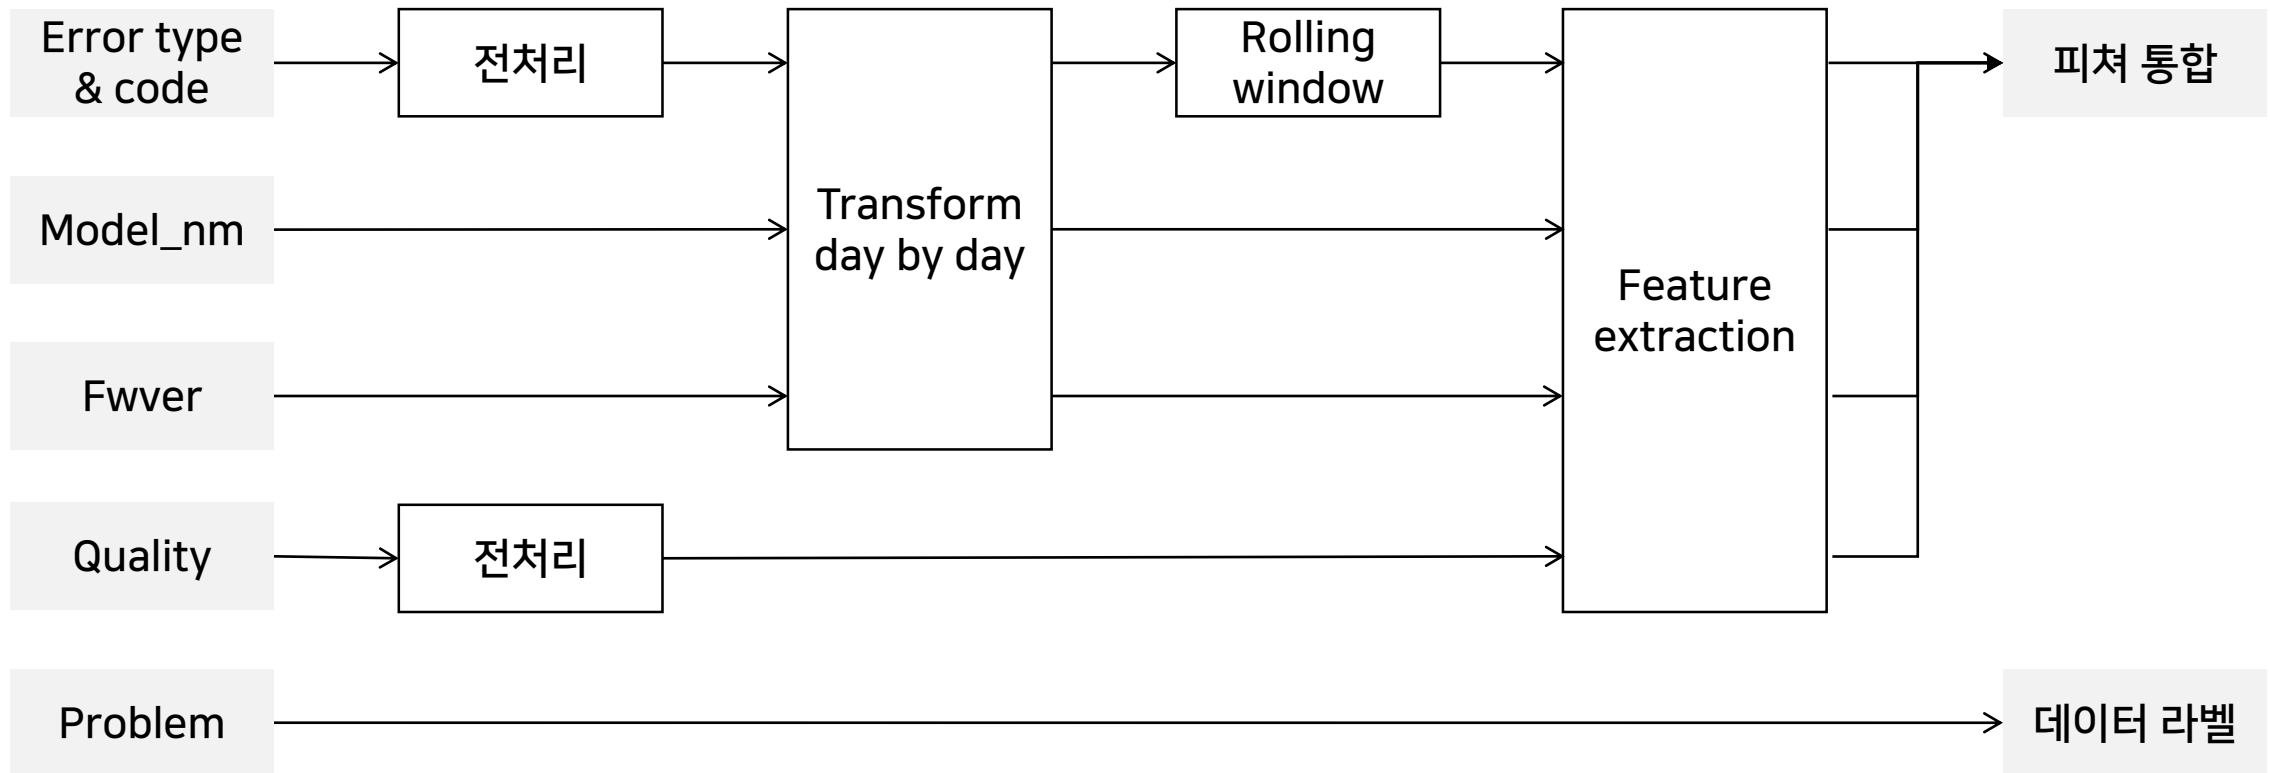 Error type
& code
전처리
Rolling
window
피쳐 통합
Model_nm
Transform
day by day
Feature
extraction
Fwver
Quality
전처리
Problem
데이터 라벨